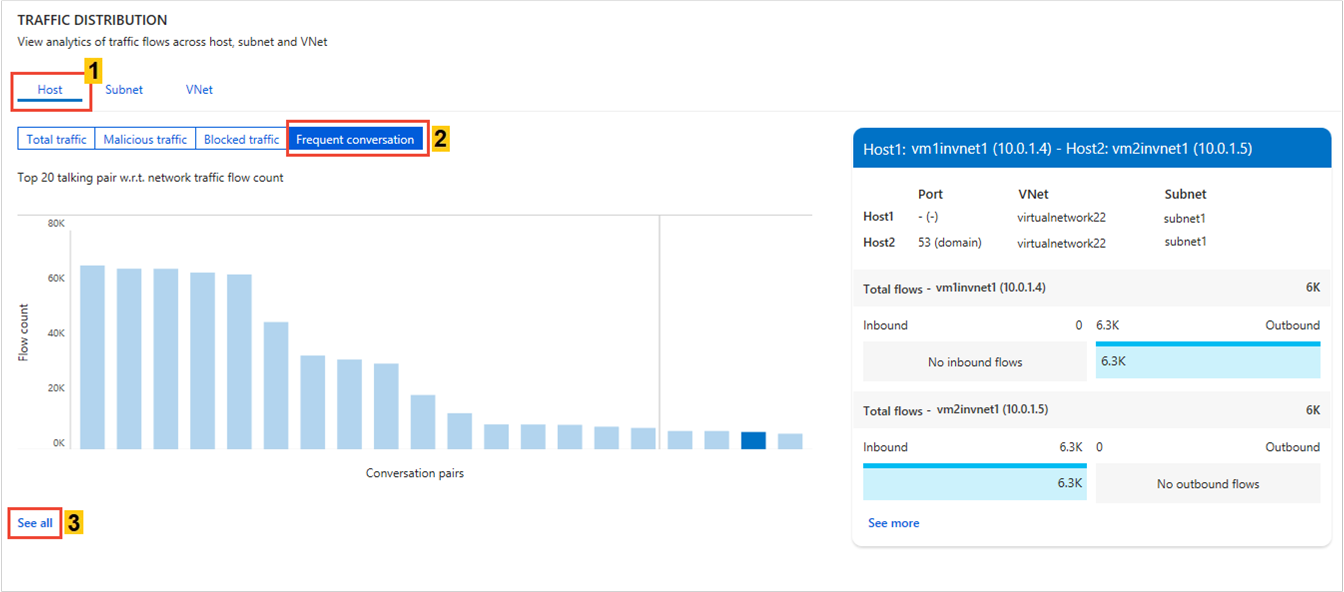 TRAFFIC DISTRIBUTION
View analytics of traffic flows across host, subnet and VNet
1
Host Subnet VNet
Total traffic Malicious traffic Blocked traffic Frequent conversation 2
Top 20 talking pair w.r.t. network traffic flow count
80K
60K
40K
20K
0K
Flow count
Conversation pairs
See all 3
Host1: vm1invnet1 (10.0.1.4) - Host2: vm2invnet1 (10.0.1.5)
Port VNet Subnet
Host1 - (-) virtualnetwork22 subnet1
Host2 53 (domain) virtualnetwork22 subnet1
Total flows - vm1invnet1 (10.0.1.4) 6K
Inbound 0 6.3K Outbound
No inbound flows 6.3K
Total flows - vm2invnet1 (10.0.1.5) 6K
Inbound 6.3K 0 Outbound
6.3K No outbound flows
See more